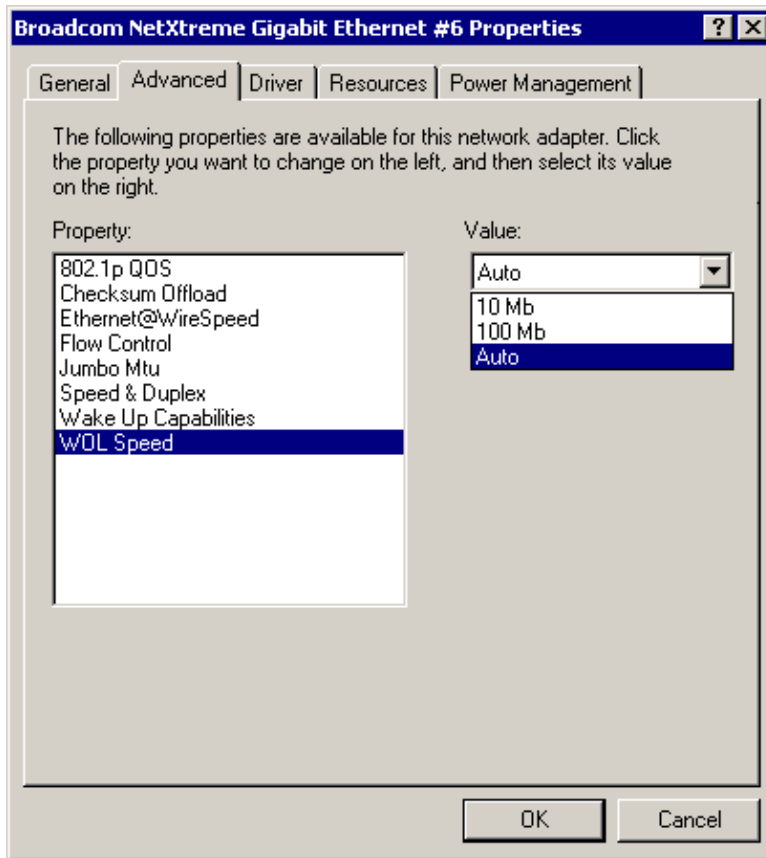 Broadcom NetXtreme Gigabit Ethernet #6 Properties
General Advanced Driver Resources Power Management
The following properties are available for this network adapter. Click
the property you want to change on the left, and then select its value
on the right.
Property:
Value:
802.1p QOS
Checksum Offload
Ethernet@WireSpeed
Flow Control
Jumbo Mtu
Speed & Duplex
Wake Up Capabilities
WOL Speed
Auto
10 Mb
100 Mb
Auto
OK
Cancel